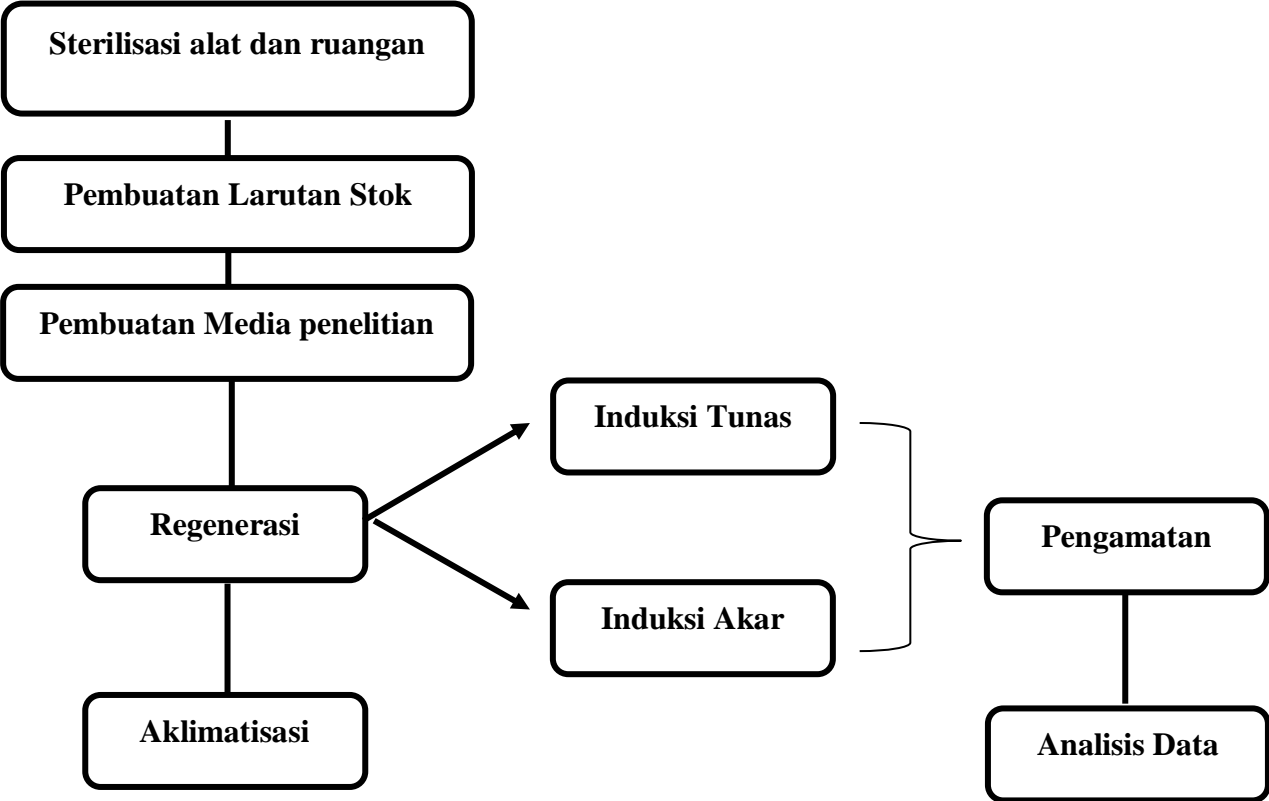 Sterilisasi alat dan ruangan
Pembuatan Larutan Stok
Pembuatan Media penelitian
Induksi Tunas
Regenerasi
Pengamatan
Induksi Akar
Aklimatisasi
Analisis Data